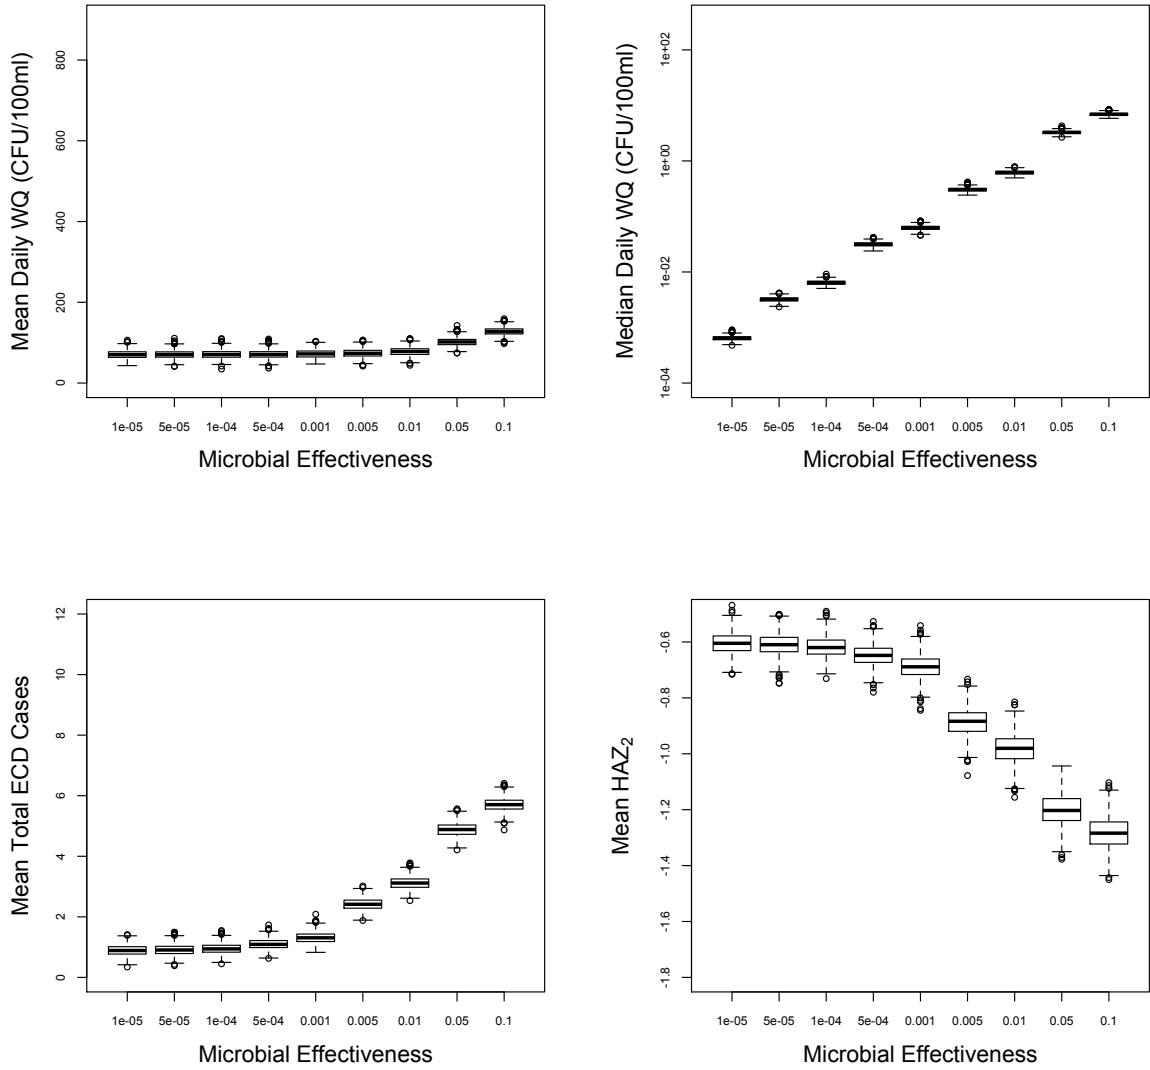 Mean Daily WQ (CFU/100ml)
800
600
400
200
0
1e-05 5e-05 1e-04 5e-04 0.001 0.005 0.01 0.05 0.1
Microbial Effectiveness
Median Daily WQ (CFU/100ml)
1e+02
1e+00
1e-02
1e-04
1e-05 5e-05 1e-04 5e-04 0.001 0.005 0.01 0.05 0.1
Microbial Effectiveness
Mean Total ECD Cases
12
10
8
6
4
2
0
1e-05 5e-05 1e-04 5e-04 0.001 0.005 0.01 0.05 0.1
Microbial Effectiveness
Mean HAZ2
-0.6
-0.8
-1.0
-1.2
-1.4
-1.6
-1.8
1e-05 5e-05 1e-04 5e-04 0.001 0.005 0.01 0.05 0.1
Microbial Effectiveness